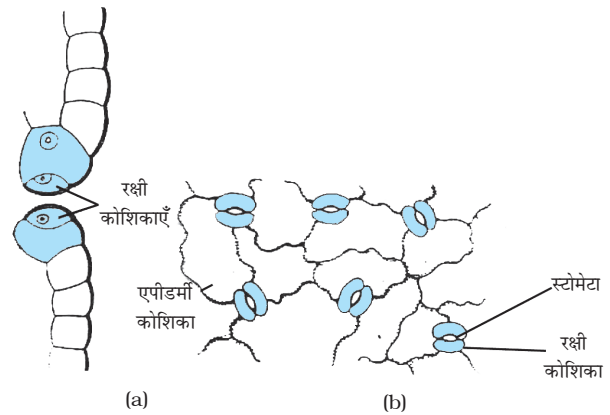 रक्षी
कोशिकाएँ
एपीडर्मी
कोशिका
स्टोमेटा
रक्षी
कोशिका
(a)
(b)